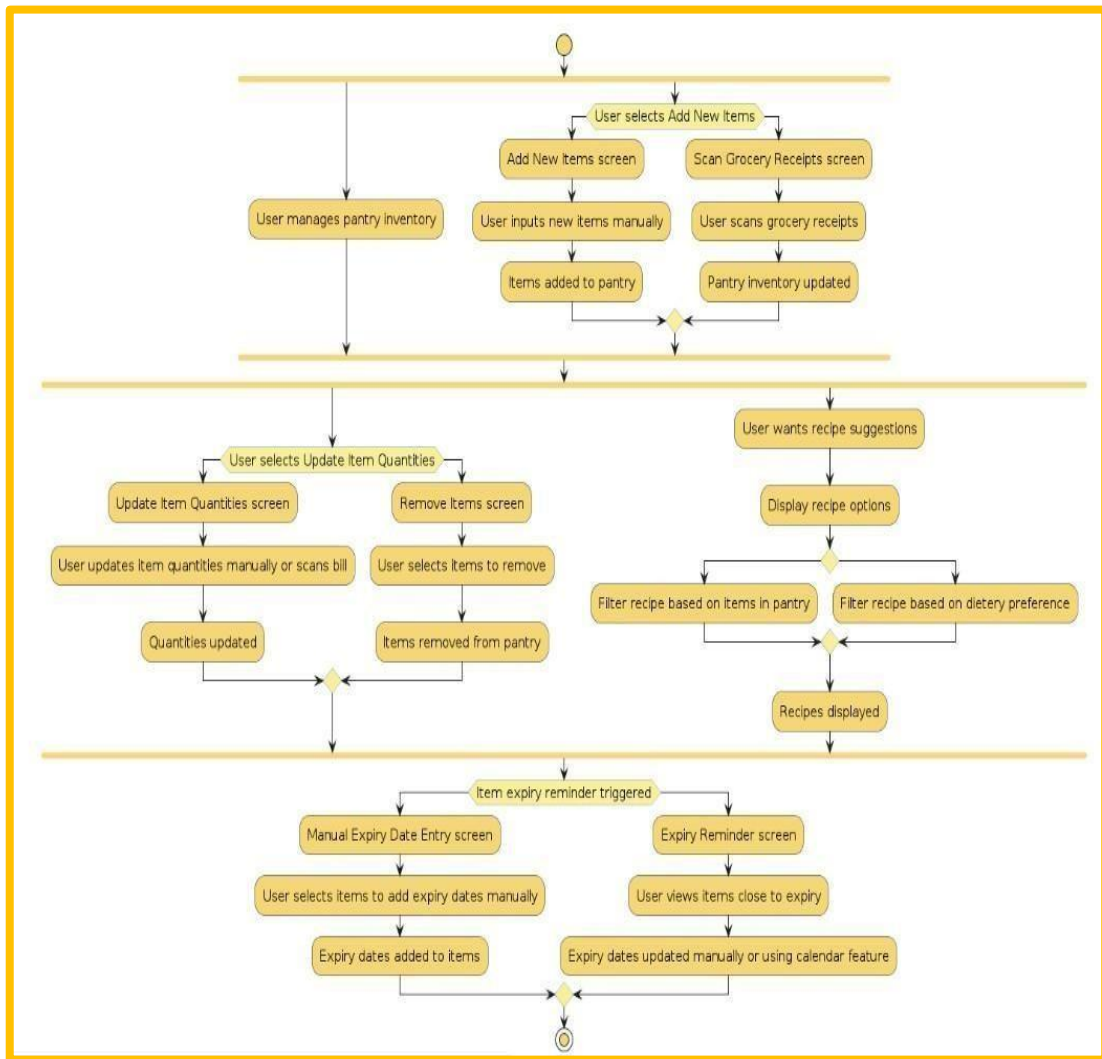 User selects Add New Items
Add New Items screen
Scan Grocery Receipts screen
User manages pantry inventory
User inputs new items manually
User scans grocery receipts
Items added to pantry
Pantry inventory updated
User wants recipe suggestions
User selects Update Item Quantities
Update Item Quantities screen
Remove Items screen
Display recipe options
User updates item quantities manually or scans bill
User selects items to remove
Filter recipe based on items in pantry
Filter recipe based on dietery preference
Quantities updated
Items removed from pantry
Recipes displayed
Item expiry reminder triggered
Manual Expiry Date Entry screen
Expiry Reminder screen
User selects items to add expiry dates manually
User views items close to expiry
Expiry dates added to items
Expiry dates updated manually or using calendar feature